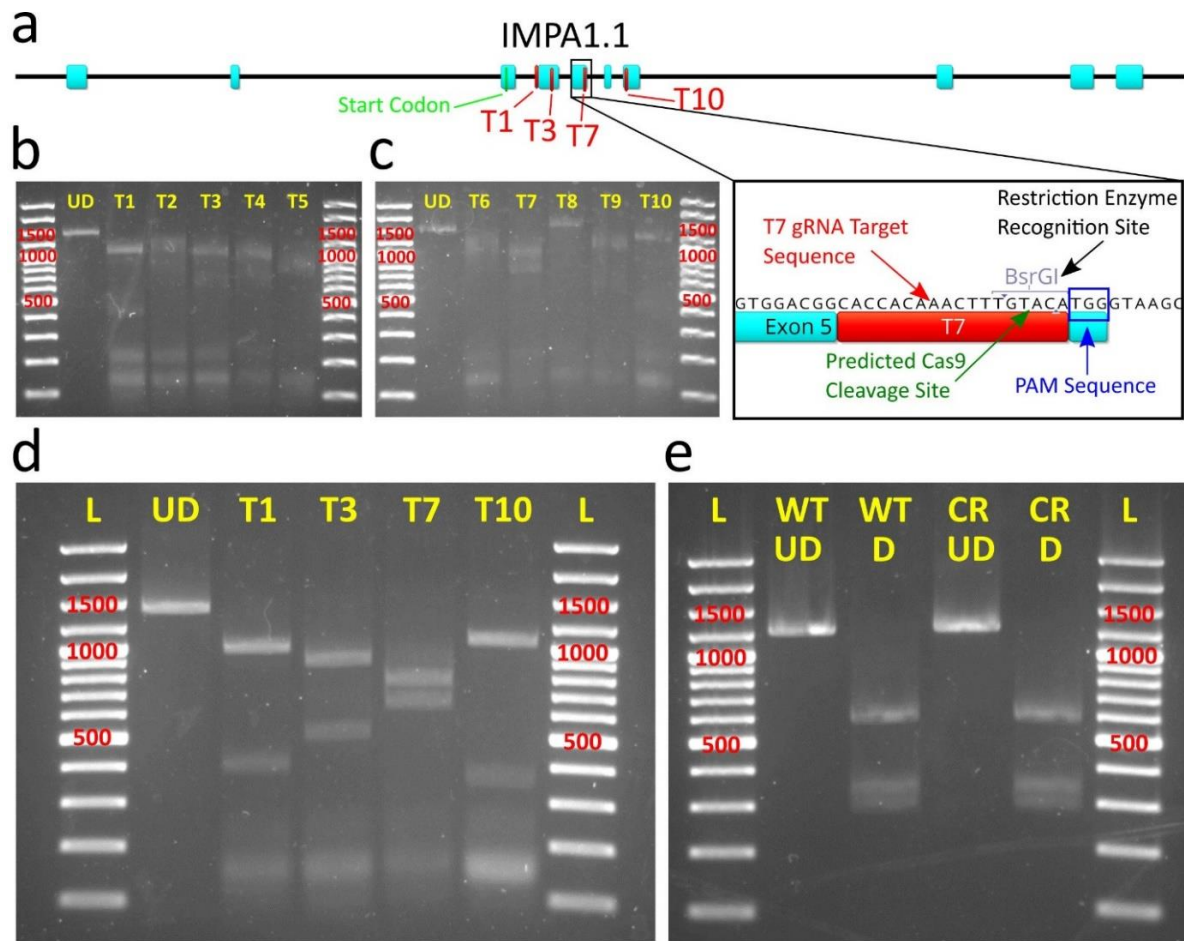 a
IMPA1.1
Start Codon
T1
T3
T7
T10
b
UD T1 T2 T3 T4 T5
1500 1500
1000 1000
500 500
c
UD T6 T7 T8 T9 T10
1500 1500
1000 1000
500 500
Restriction Enzyme
Recognition Site
T7 gRNA Target
Sequence
BsrGI
GTGGACGGCACCACAAACTTTGTACATGGGTAAGC
Exon 5
T7
Predicted Cas9
Cleavage Site
PAM Sequence
d
L UD T1 T3 T7 T10 L
1500 1500
1000 1000
500 500
e
L WT WT CR CR L
UD D UD D
1500 1500
1000 1000
500 500